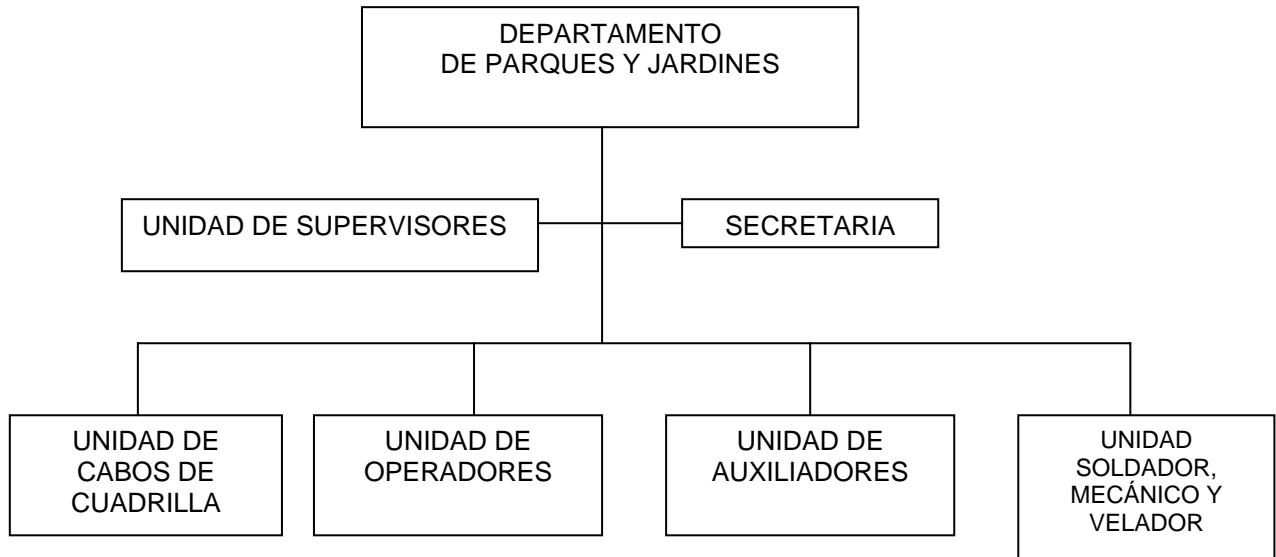 DEPARTAMENTO
DE PARQUES Y JARDINES
UNIDAD DE SUPERVISORES
SECRETARIA
UNIDAD DE
CABOS DE
CUADRILLA
UNIDAD DE
OPERADORES
UNIDAD DE
AUXILIADORES
UNIDAD
SOLDADOR,
MECÁNICO Y
VELADOR